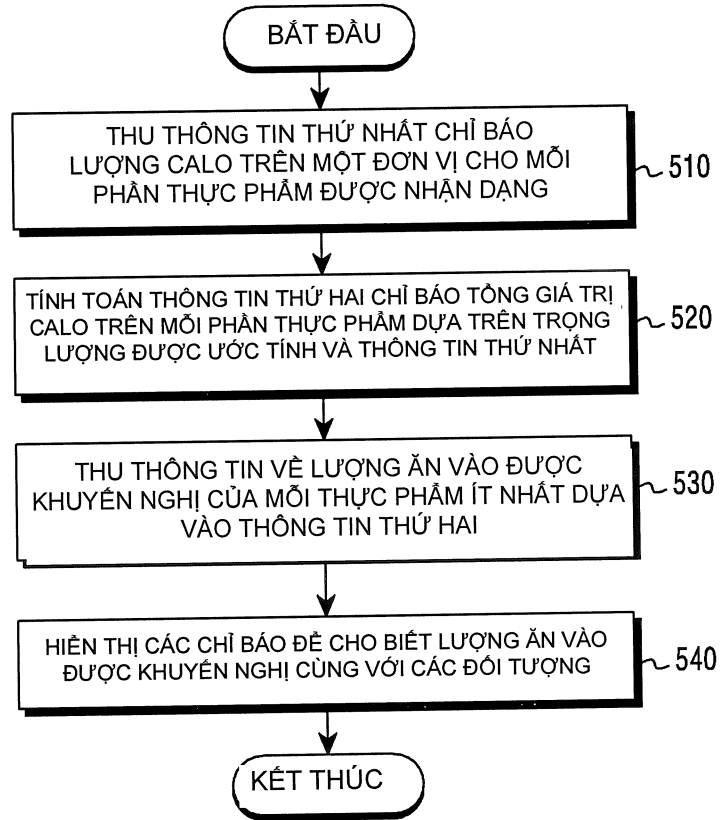 BẮT ĐẦU
THU THÔNG TIN THỨ NHẤT CHỈ BÁO
LƯỢNG CALO TRÊN MỘT ĐƠN VỊ CHO MỖI
PHẦN THỰC PHẨM ĐƯỢC NHẬN DẠNG
510
TÍNH TOÁN THÔNG TIN THỨ HAI CHỈ BÁO TỔNG GIÁ TRỊ
CALO TRÊN MỖI PHẦN THỰC PHẨM DỰA TRÊN TRỌNG
LƯỢNG ĐƯỢC ƯỚC TÍNH VÀ THÔNG TIN THỨ NHẤT
520
THU THÔNG TIN VỀ LƯỢNG ĂN VÀO ĐƯỢC
KHUYẾN NGHỊ CỦA MỖI THỰC PHẨM ÍT NHẤT DỰA
VÀO THÔNG TIN THỨ HAI
530
HIỂN THỊ CÁC CHỈ BÁO ĐỂ CHO BIẾT LƯỢNG ĂN VÀO
ĐƯỢC KHUYẾN NGHỊ CÙNG VỚI CÁC ĐỐI TƯỢNG
540
KẾT THÚC